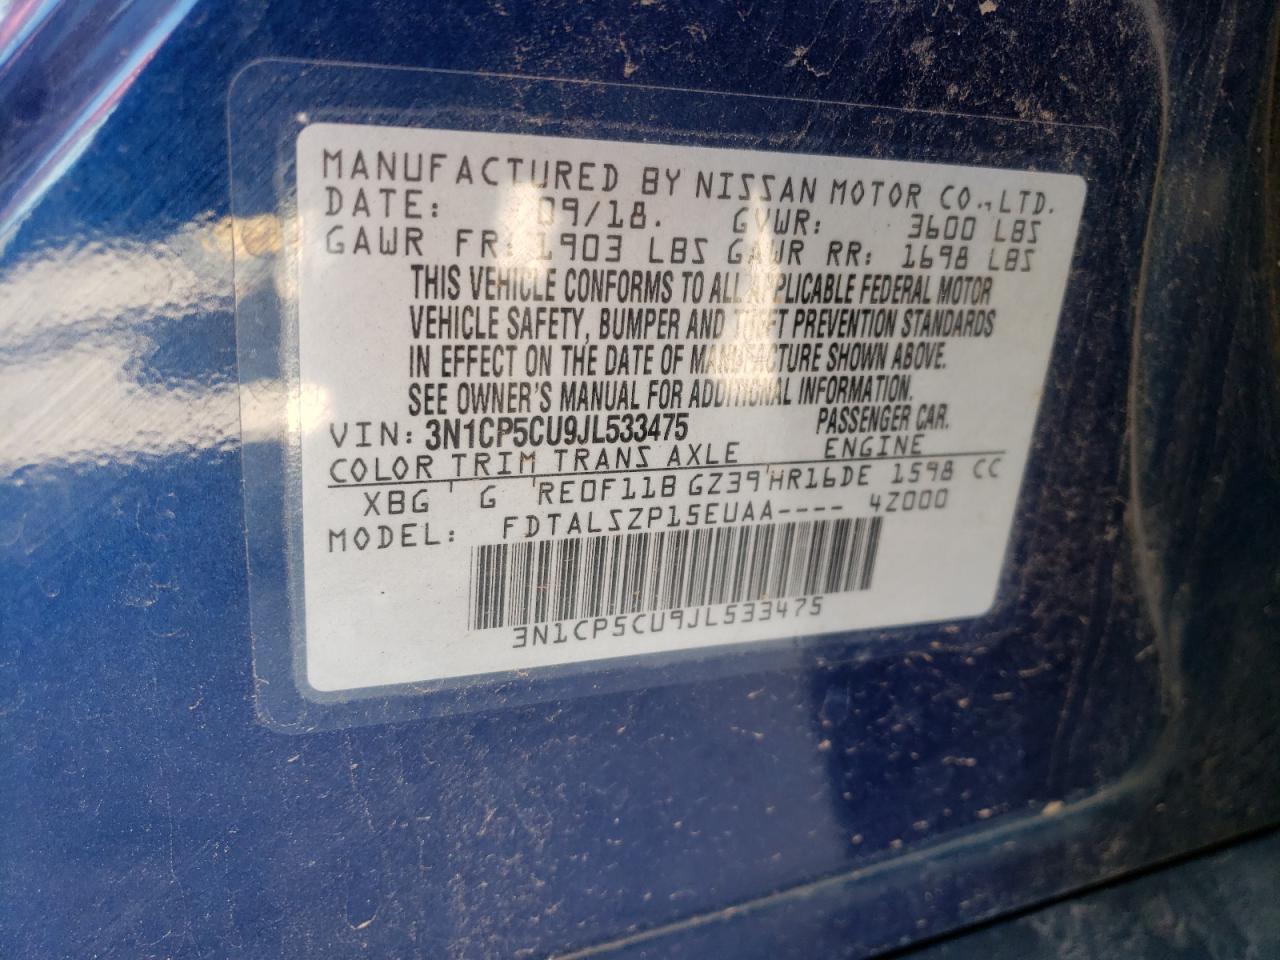 MANUFACTURED BY NISSAN MOTOR CO.,LTD.
DATE: 09/18. GVWR: 3600 LBS
GAWR FR: 1903 LBS GAWR RR: 1698 LBS
THIS VEHICLE CONFORMS TO ALL APPLICABLE FEDERAL MOTOR
VEHICLE SAFETY, BUMPER AND THEFT PREVENTION STANDARDS
IN EFFECT ON THE DATE OF MANUFACTURE SHOWN ABOVE.
SEE OWNER'S MANUAL FOR ADDITIONAL INFORMATION.
VIN: 3N1CP5CU9JL533475 PASSENGER CAR.
COLOR TRIM TRANS AXLE ENGINE
XBG G RE0F11B GZ39 HR16DE 1598 CC
MODEL: FDTALSZP15EUAA---- 4Z000
3N1CP5CU9JL533475